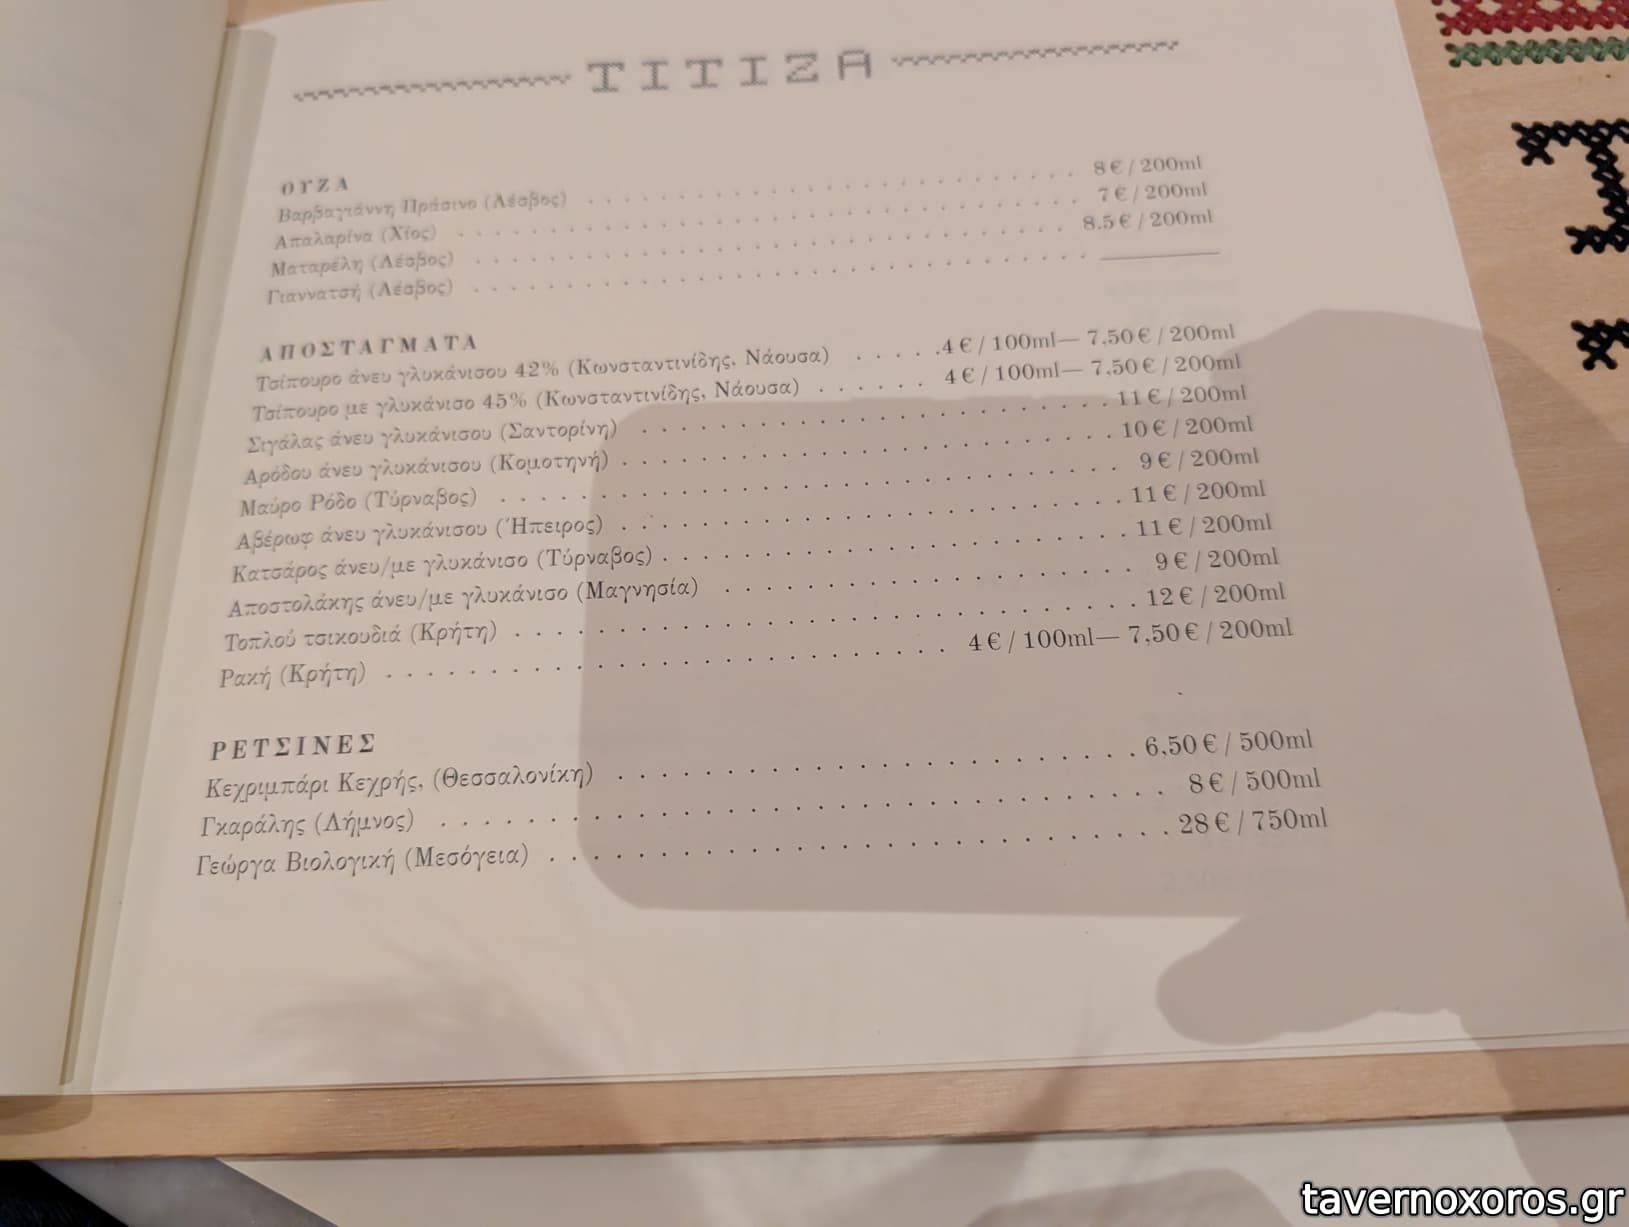 TITIZA
ΟΥΖΑ
Βαρβαγιάννη Πράσινο (Λέσβος) . . . 8 € / 200ml
Απαλαρίνα (Χίος) . . . 7 € / 200ml
Ματαρέλη (Λέσβος) . . . 8.5 € / 200ml
Γιαννατσή (Λέσβος) . . .
ΑΠΟΣΤΑΓΜΑΤΑ
Τσίπουρο άνευ γλυκάνισου 42% (Κωνσταντινίδης, Νάουσα) . . . 4 € / 100ml— 7,50 € / 200ml
Τσίπουρο με γλυκάνισο 45% (Κωνσταντινίδης, Νάουσα) . . . 4 € / 100ml— 7,50 € / 200ml
Σιγάλας άνευ γλυκάνισου (Σαντορίνη) . . . 11 € / 200ml
Αρόδου άνευ γλυκάνισου (Κομοτηνή) . . . 10 € / 200ml
Μαύρο Ρόδο (Τύρναβος) . . . 9 € / 200ml
Αβέρωφ άνευ γλυκάνισου (Ήπειρος) . . . 11 € / 200ml
Κατσάρος άνευ/με γλυκάνισο (Τύρναβος) . . . 11 € / 200ml
Αποστολάκης άνευ/με γλυκάνισο (Μαγνησία) . . . 9 € / 200ml
Τοπλού τσικουδιά (Κρήτη) . . . 12 € / 200ml
Ρακή (Κρήτη) . . . 4 € / 100ml— 7,50 € / 200ml
ΡΕΤΣΙΝΕΣ
Κεχριμπάρι Κεχρής, (Θεσσαλονίκη) . . . 6,50 € / 500ml
Γκαράλης (Λήμνος) . . . 8 € / 500ml
Γεώργα Βιολογική (Μεσόγεια) . . . 28 € / 750ml
tavernoxoros.gr